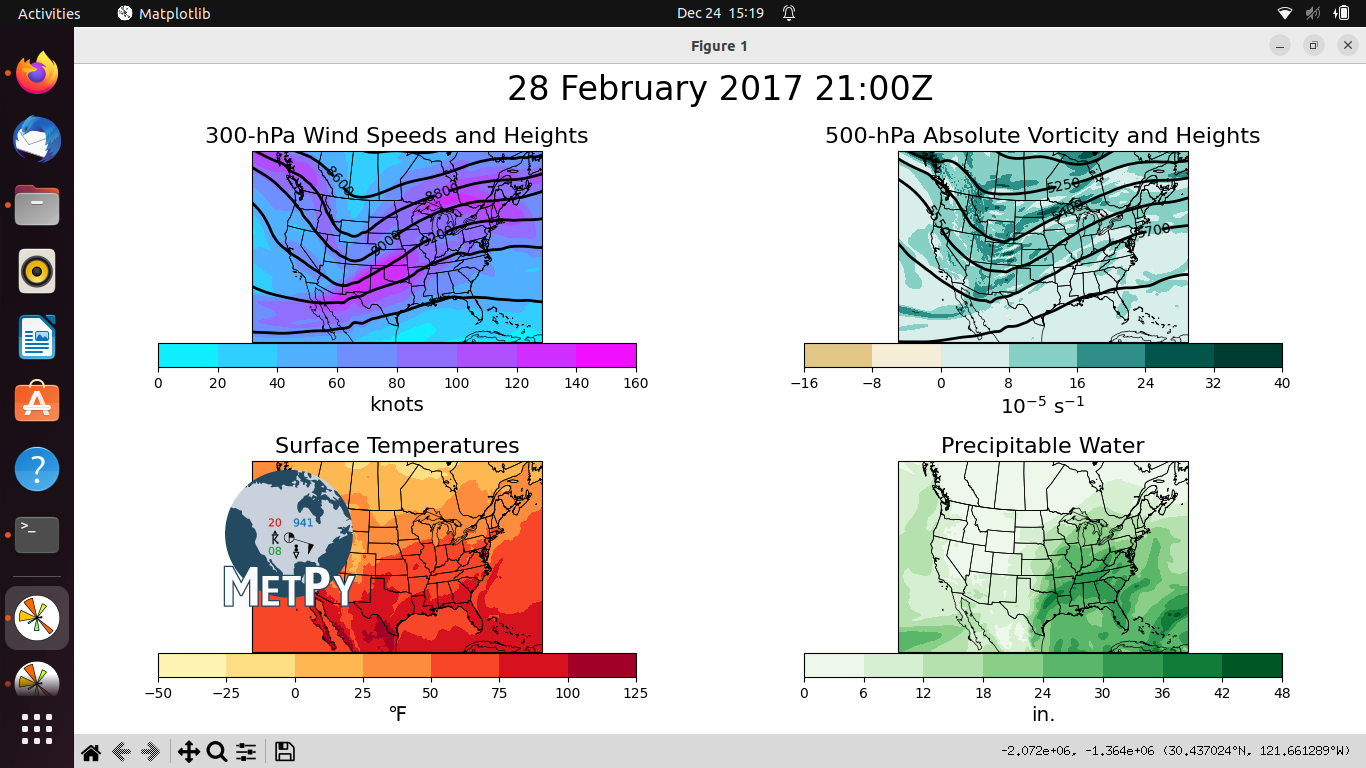 Activities Matplotlib Dec 24 15:19
Figure 1
28 February 2017 21:00Z
300-hPa Wind Speeds and Heights
8600
8800
9000
9200
0 20 40 60 80 100 120 140 160
knots
500-hPa Absolute Vorticity and Heights
5250
5400
5700
−16 −8 0 8 16 24 32 40
10⁻⁵ s⁻¹
Surface Temperatures
20 941
08
METPY
−50 −25 0 25 50 75 100 125
°F
Precipitable Water
0 6 12 18 24 30 36 42 48
in.
-2.072e+06, -1.364e+06 (30.437024°N, 121.661289°W)